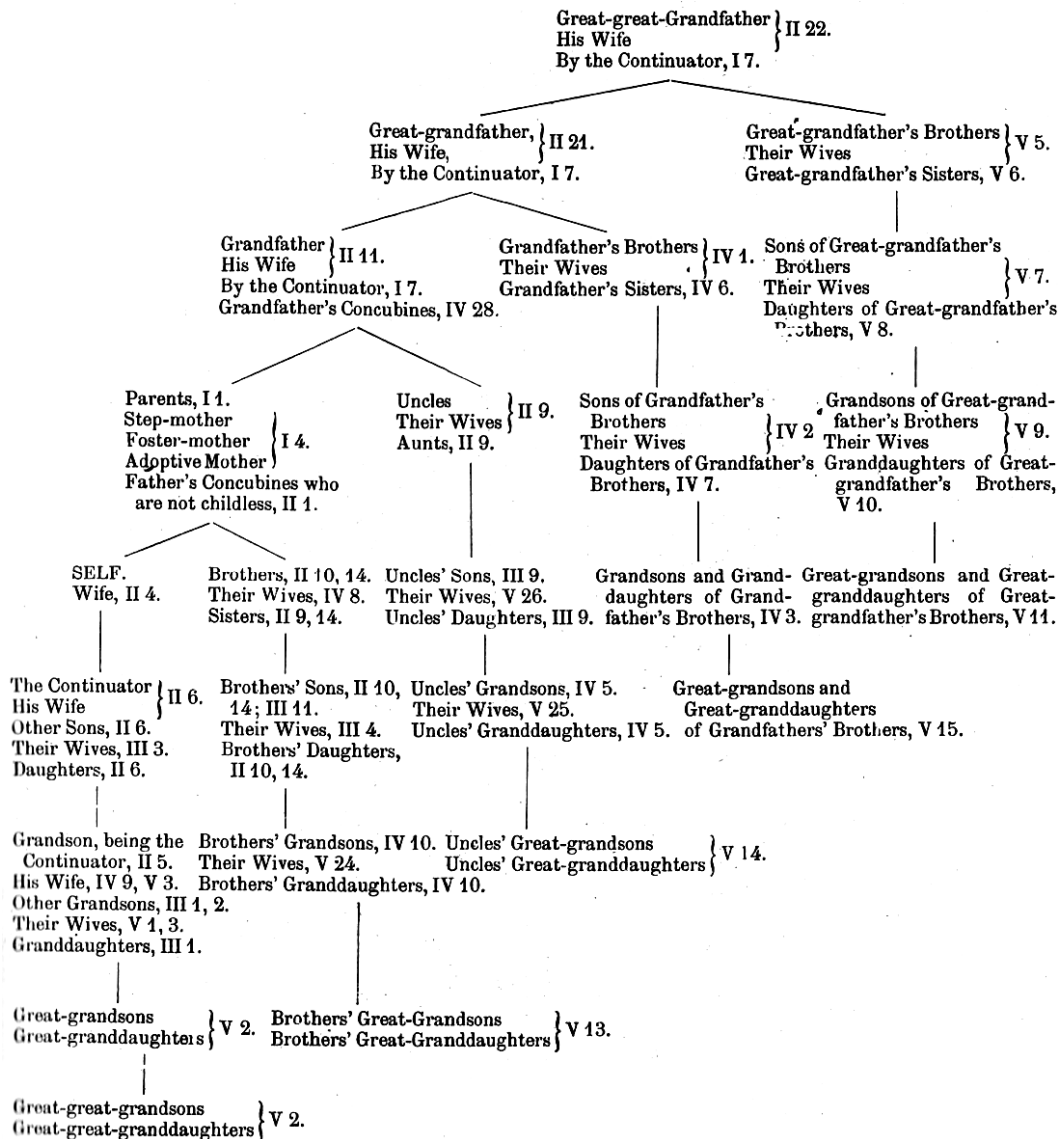 Great-great-Grandfather
His Wife
II 22.
By the Continuator, I 7.
Great-grandfather,
His Wife,
II 21.
By the Continuator, I 7.
Great-grandfather's Brothers
Their Wives
V 5.
Great-grandfather's Sisters, V 6.
Grandfather
His Wife
II 11.
By the Continuator, I 7.
Grandfather's Concubines, IV 28.
Grandfather's Brothers
Their Wives
IV 1.
Grandfather's Sisters, IV 6.
Sons of Great-grandfather's
Brothers
Their Wives
V 7.
Daughters of Great-grandfather's
Brothers, V 8.
Parents, I 1.
Step-mother
Foster-mother
Adoptive Mother
I 4.
Father's Concubines who
are not childless, II 1.
Uncles
Their Wives
II 9.
Aunts, II 9.
Sons of Grandfather's
Brothers
Their Wives
IV 2
Daughters of Grandfather's
Brothers, IV 7.
Grandsons of Great-grand-
father's Brothers
Their Wives
V 9.
Granddaughters of Great-
grandfather's Brothers,
V 10.
SELF.
Wife, II 4.
Brothers, II 10, 14.
Their Wives, IV 8.
Sisters, II 9, 14.
Uncles' Sons, III 9.
Their Wives, V 26.
Uncles' Daughters, III 9.
Grandsons and Grand-
daughters of Grand-
father's Brothers, IV 3.
Great-grandsons and Great-
granddaughters of Great-
grandfather's Brothers, V 11.
The Continuator
His Wife
II 6.
Other Sons, II 6.
Their Wives, III 3.
Daughters, II 6.
Brothers' Sons, II 10,
14; III 11.
Their Wives, III 4.
Brothers' Daughters,
II 10, 14.
Uncles' Grandsons, IV 5.
Their Wives, V 25.
Uncles' Granddaughters, IV 5.
Great-grandsons and
Great-granddaughters
of Grandfathers' Brothers, V 15.
Grandson, being the
Continuator, II 5.
His Wife, IV 9, V 3.
Other Grandsons, III 1, 2.
Their Wives, V 1, 3.
Granddaughters, III 1.
Brothers' Grandsons, IV 10.
Their Wives, V 24.
Brothers' Granddaughters, IV 10.
Uncles' Great-grandsons
Uncles' Great-granddaughters
V 14.
Great-grandsons
Great-granddaughters
V 2.
Brothers' Great-Grandsons
Brothers' Great-Granddaughters
V 13.
Great-great-grandsons
Great-great-granddaughters
V 2.